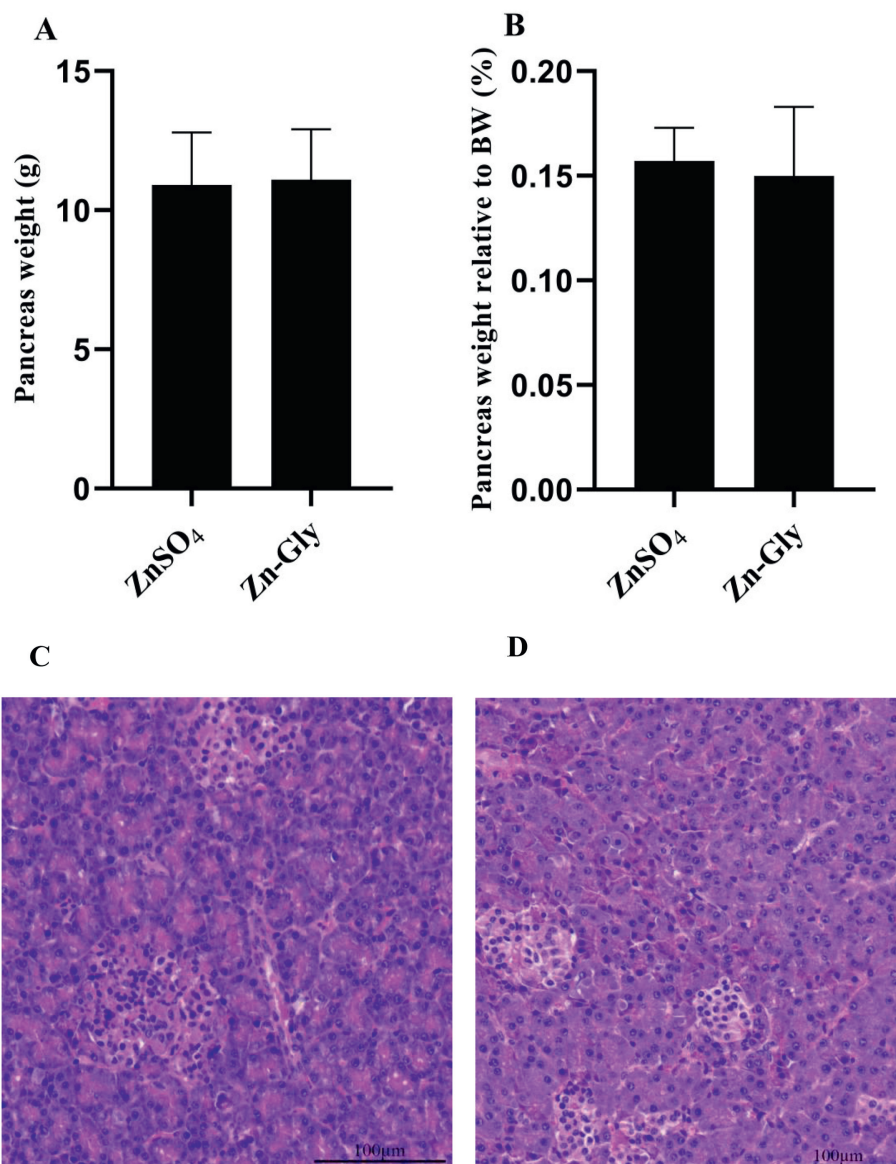 A
Pancreas weight (g)
15
10
5
0
ZnSO₄
Zn-Gly
B
Pancreas weight relative to BW (%)
0.20
0.15
0.10
0.05
0.00
ZnSO₄
Zn-Gly
C
D
100μm
100μm